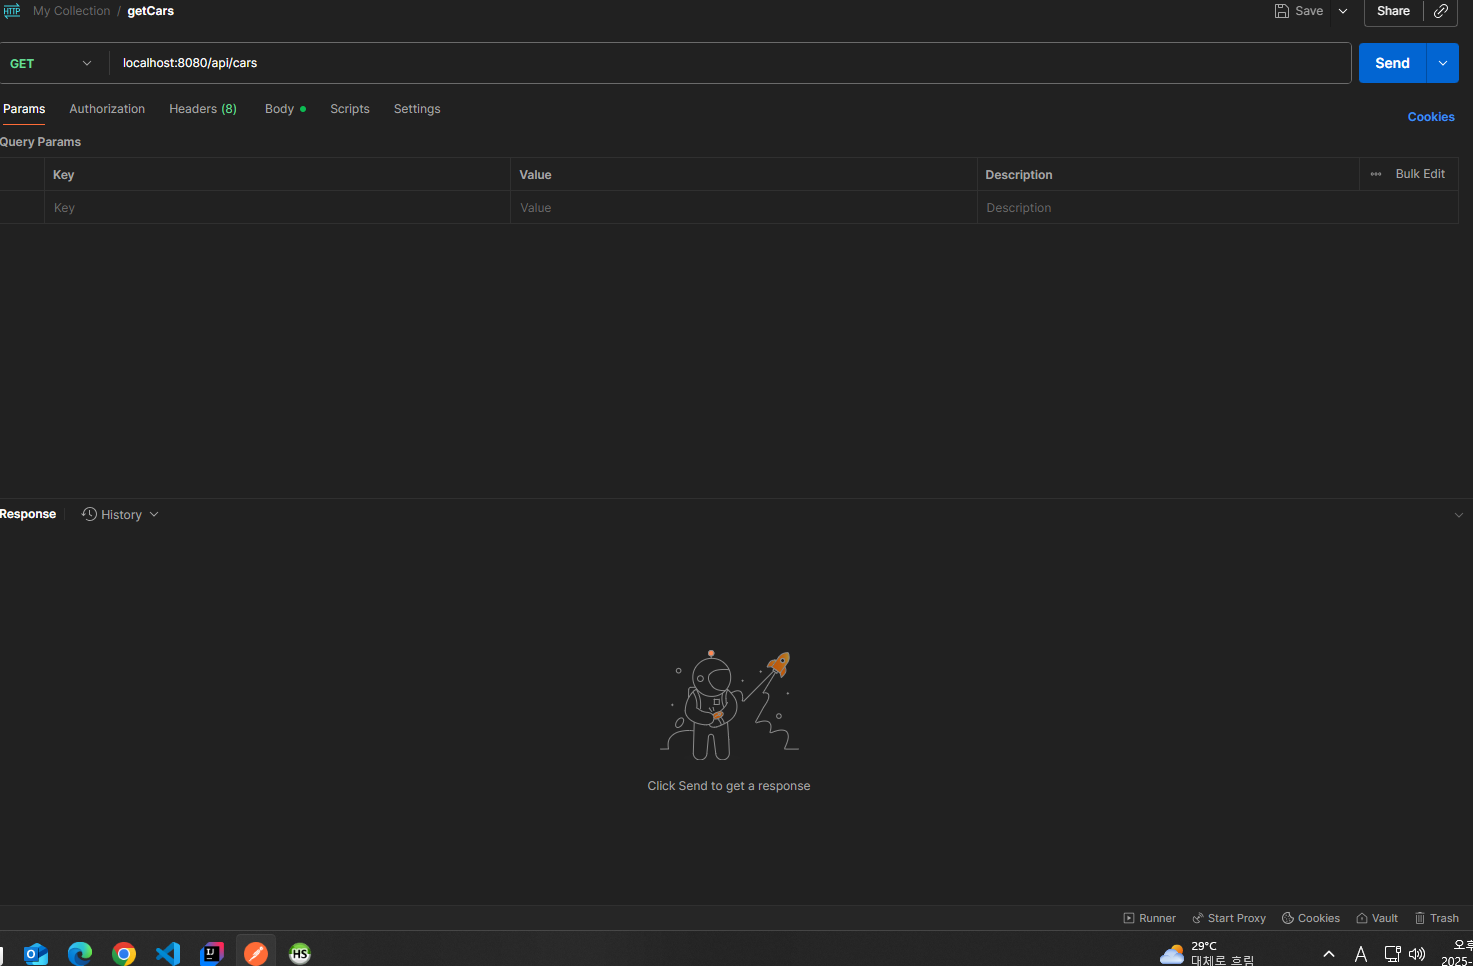 HTTP My Collection / getCars Save Share
GET localhost:8080/api/cars Send
Params Authorization Headers (8) Body Scripts Settings Cookies
Query Params
Key Value Description Bulk Edit
Key Value Description
Response History
Click Send to get a response
Runner Start Proxy Cookies Vault Trash
29°C
대체로 흐림
A
오후
2025-
O
IJ
HS